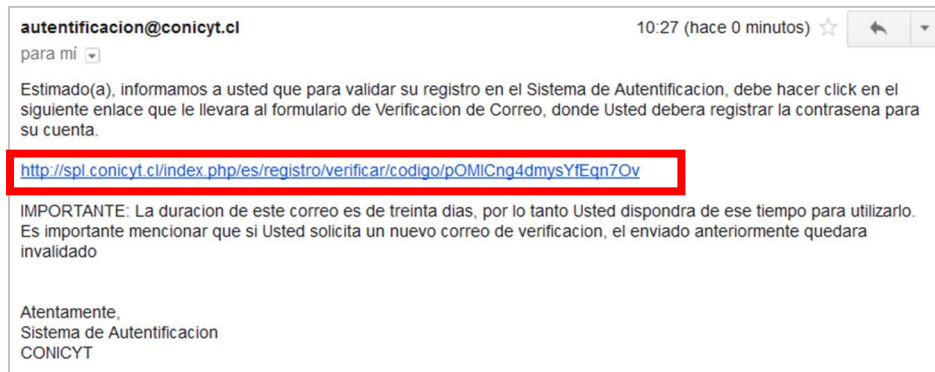 autentificacion@conicyt.cl 10:27 (hace 0 minutos)
para mí
Estimado(a), informamos a usted que para validar su registro en el Sistema de Autentificacion, debe hacer click en el
siguiente enlace que le llevara al formulario de Verificacion de Correo, donde Usted debera registrar la contrasena para
su cuenta.
http://spl.conicyt.cl/index.php/es/registro/verificar/codigo/pOMICng4dmysYfEqn7Ov
IMPORTANTE: La duracion de este correo es de treinta dias, por lo tanto Usted dispondra de ese tiempo para utilizarlo.
Es importante mencionar que si Usted solicita un nuevo correo de verificacion, el enviado anteriormente quedara
invalidado
Atentamente,
Sistema de Autentificacion
CONICYT